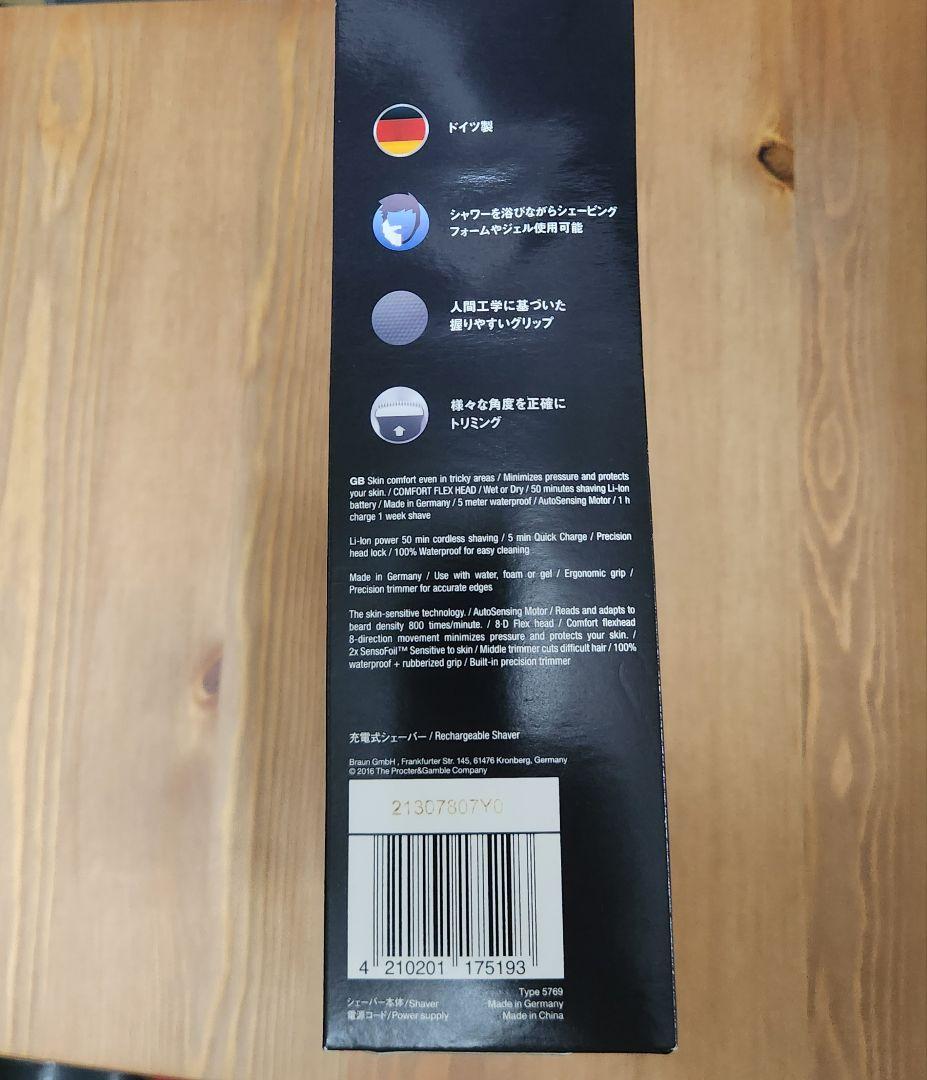 ドイツ製
シャワーを浴びながらシェービング
フォームやジェル使用可能
人間工学に基づいた
握りやすいグリップ
様々な角度を正確に
トリミング
GB Skin comfort even in tricky areas / Minimizes pressure and protects
your skin. / COMFORT FLEX HEAD / Wet or Dry / 50 minutes shaving Li-Ion
battery / Made in Germany / 5 meter waterproof / AutoSensing Motor / 1 h
charge 1 week shave
Li-Ion power 50 min cordless shaving / 5 min Quick Charge / Precision
head lock / 100% Waterproof for easy cleaning
Made in Germany / Use with water, foam or gel / Ergonomic grip /
Precision trimmer for accurate edges
The skin-sensitive technology. / AutoSensing Motor / Reads and adapts to
beard density 800 times/minute. / 8-D Flex head / Comfort flexhead
8-direction movement minimizes pressure and protects your skin. /
2x SensoFoil™ Sensitive to skin / Middle trimmer cuts difficult hair / 100%
waterproof + rubberized grip / Built-in precision trimmer
充電式シェーバー / Rechargeable Shaver
Braun GmbH , Frankfurter Str. 145, 61476 Kronberg, Germany
© 2016 The Procter&Gamble Company
21307807Y0
4 210201 175193
Type 5769
シェーバー本体/Shaver Made in Germany
電源コード/Power supply Made in China